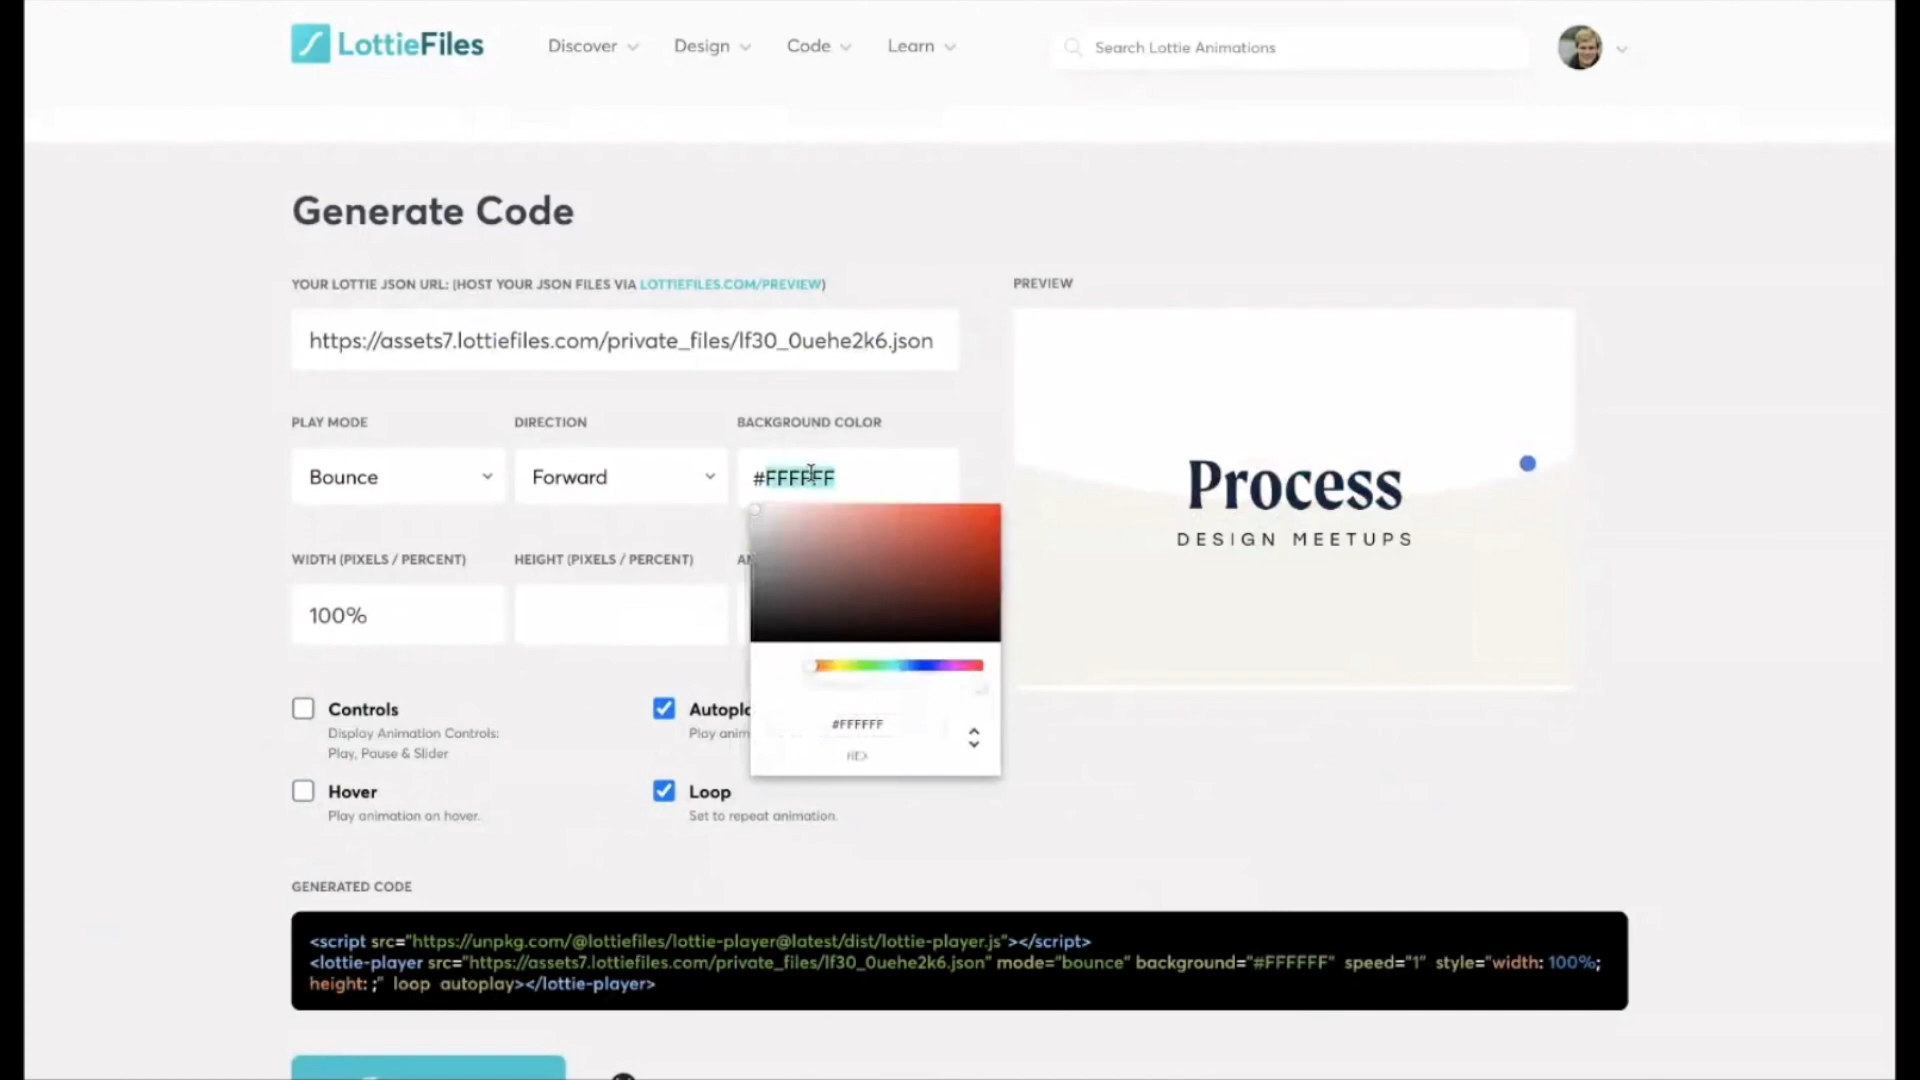 LottieFiles
Discover
Design
Code
Learn
Search Lottie Animations
Generate Code
YOUR LOTTIE JSON URL: (HOST YOUR JSON FILES VIA LOTTIEFILES.COM/PREVIEW)
PREVIEW
https://assets7.lottiefiles.com/private_files/lf30_0uehe2k6.json
PLAY MODE
DIRECTION
BACKGROUND COLOR
Bounce
Forward
#FFFFFF
Process
DESIGN MEETUPS
WIDTH (PIXELS / PERCENT)
HEIGHT (PIXELS / PERCENT)
100%
#FFFFFF
HEX
Controls
Display Animation Controls:
Play, Pause & Slider
Autopl
Play anim
Hover
Play animation on hover.
Loop
Set to repeat animation.
GENERATED CODE
<script src="https://unpkg.com/@lottiefiles/lottie-player@latest/dist/lottie-player.js"></script>
<lottie-player src="https://assets7.lottiefiles.com/private_files/lf30_0uehe2k6.json" mode="bounce" background="#FFFFFF" speed="1" style="width: 100%;
height: ;" loop autoplay></lottie-player>